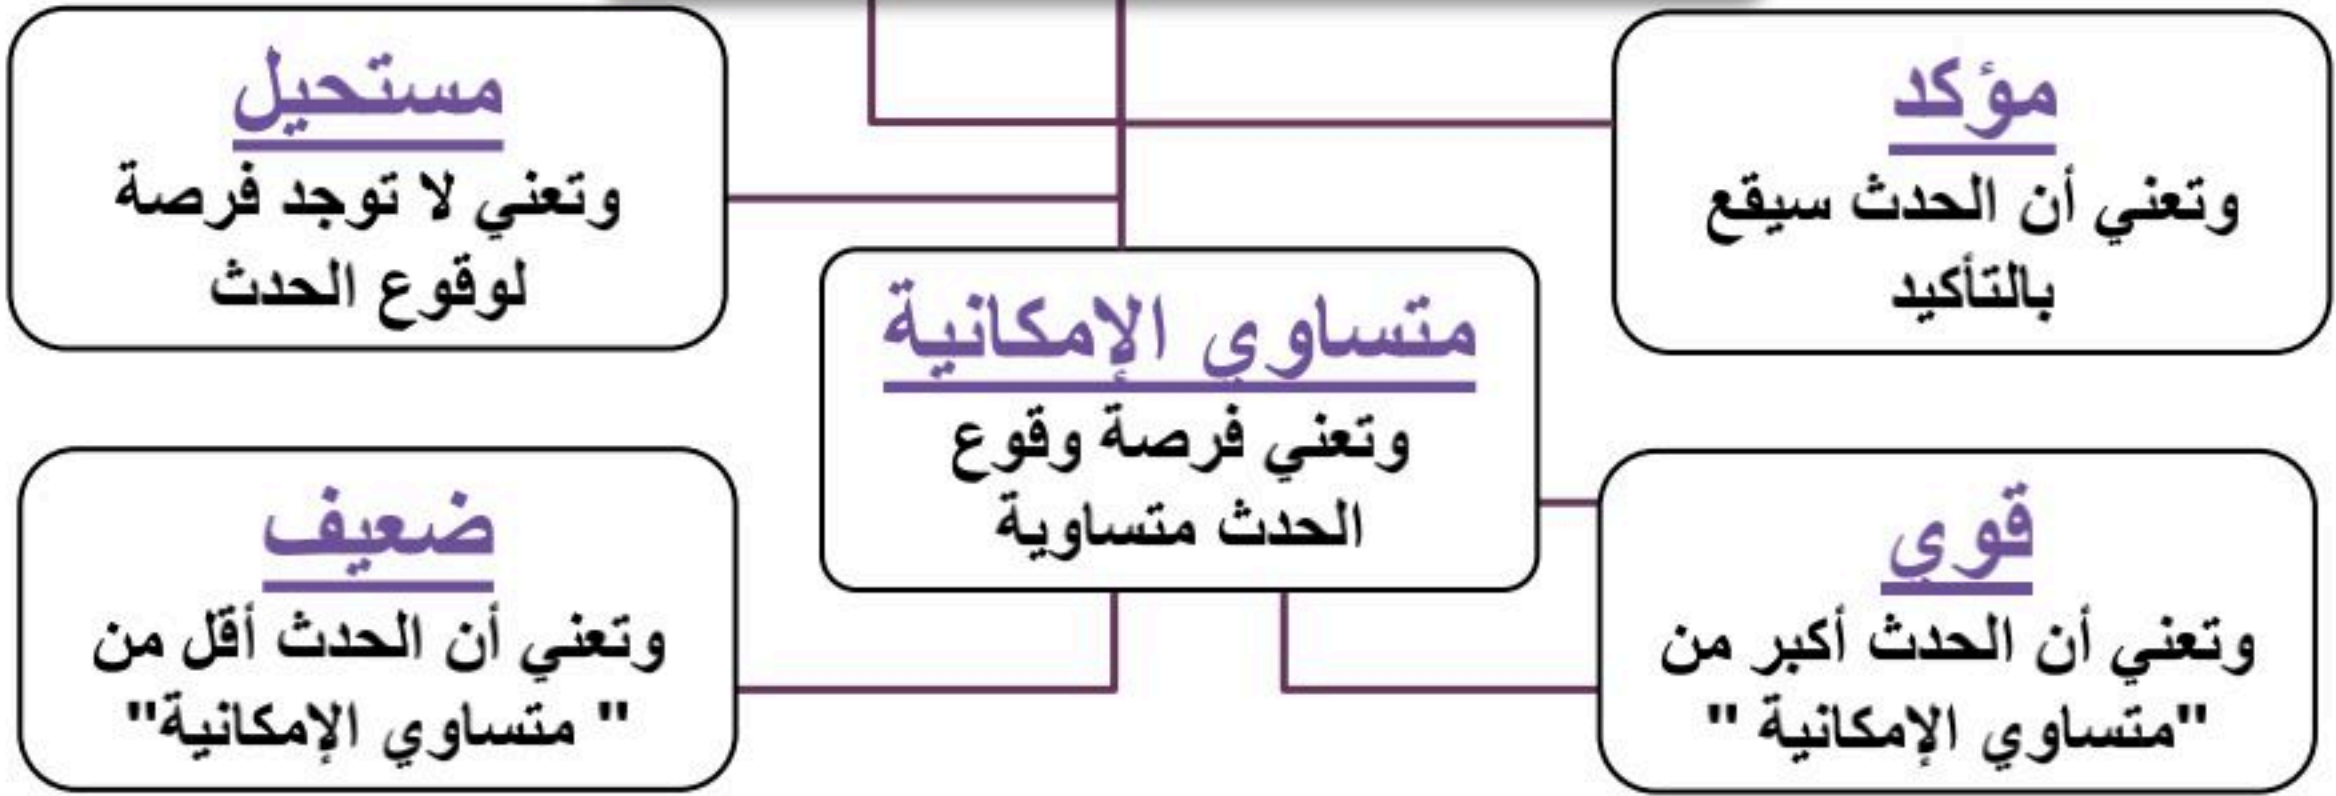 مؤكد
وتعني أن الحدث سيقع
بالتأكيد
مستحيل
وتعني لا توجد فرصة
لوقوع الحدث
متساوي الإمكانية
وتعني فرصة وقوع
الحدث متساوية
قوي
وتعني أن الحدث أكبر من
"متساوي الإمكانية "
ضعيف
وتعني أن الحدث أقل من
" متساوي الإمكانية"